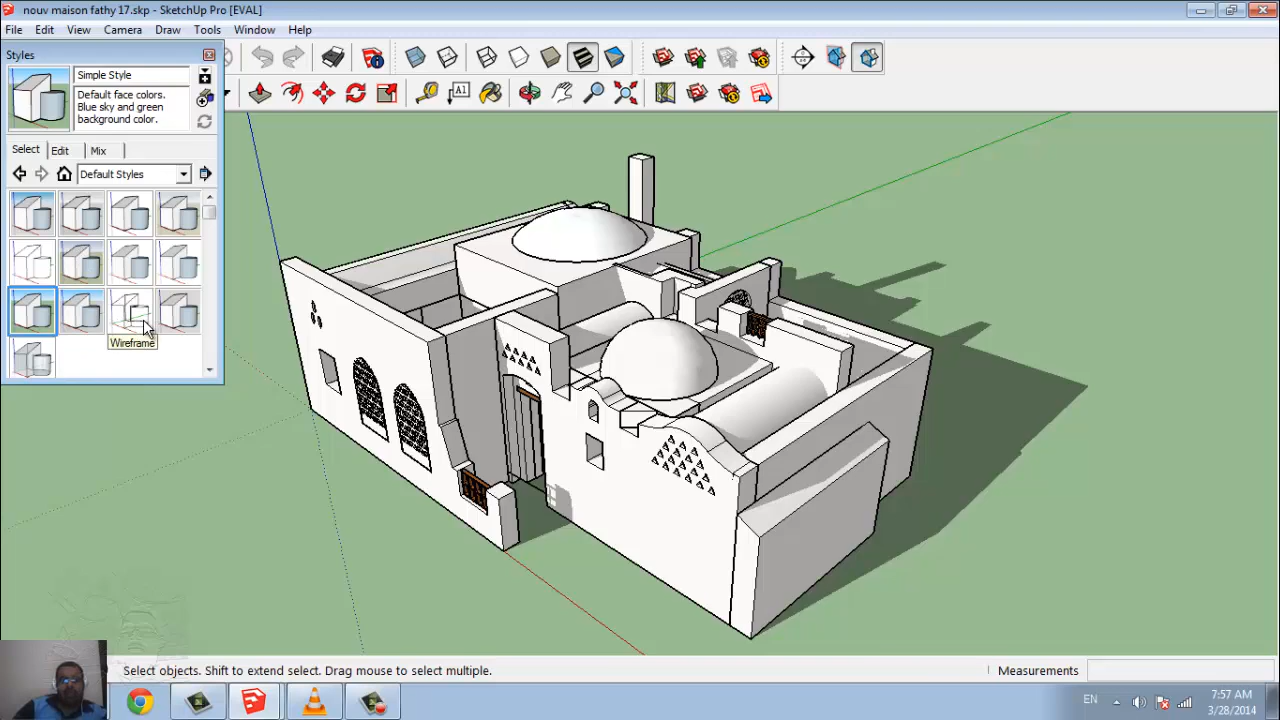 nouv maison fathy 17.skp - SketchUp Pro [EVAL]
File Edit View Camera Draw Tools Window Help
Styles
Simple Style
Default face colors.
Blue sky and green
background color.
Select Edit Mix
Default Styles
A1
Wireframe
Select objects. Shift to extend select. Drag mouse to select multiple.
Measurements
EN
7:57 AM
3/28/2014